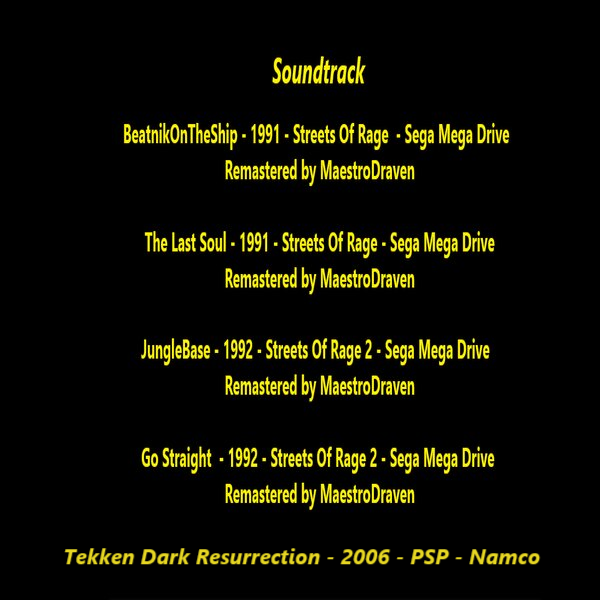 Soundtrack
BeatnikOnTheShip - 1991 - Streets Of Rage  - Sega Mega Drive
Remastered by MaestroDraven
The Last Soul - 1991 - Streets Of Rage - Sega Mega Drive
Remastered by MaestroDraven
JungleBase - 1992 - Streets Of Rage 2 - Sega Mega Drive
Remastered by MaestroDraven
Go Straight  - 1992 - Streets Of Rage 2 - Sega Mega Drive
Remastered by MaestroDraven
Tekken Dark Resurrection - 2006 - PSP - Namco